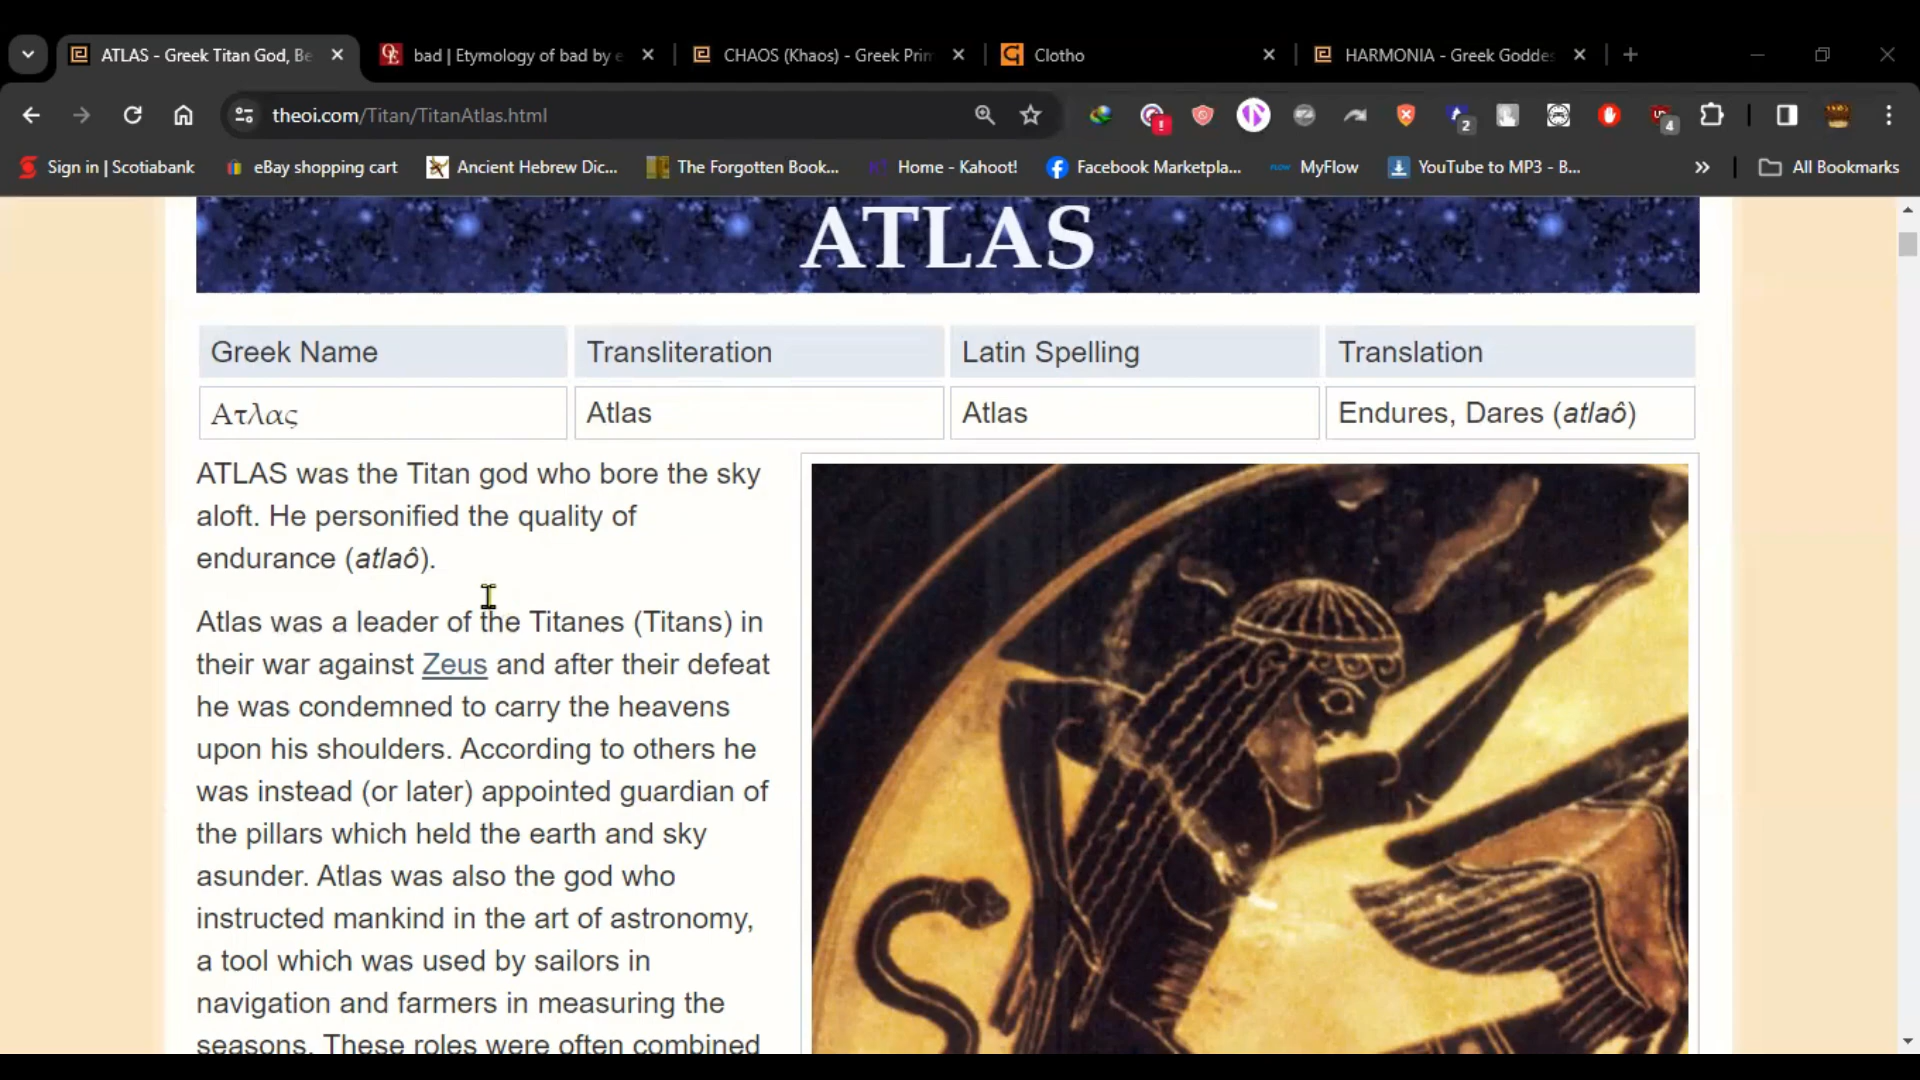 ATLAS - Greek Titan God, Be
bad | Etymology of bad by e
CHAOS (Khaos) - Greek Prim
Clotho
HARMONIA - Greek Goddes
theoi.com/Titan/TitanAtlas.html
2
4
Sign in | Scotiabank
eBay shopping cart
Ancient Hebrew Dic...
The Forgotten Book...
Home - Kahoot!
Facebook Marketpla...
MyFlow
YouTube to MP3 - B...
All Bookmarks
ATLAS
Greek Name Transliteration Latin Spelling Translation
Ατλας Atlas Atlas Endures, Dares (atlaô)
ATLAS was the Titan god who bore the sky
aloft. He personified the quality of
endurance (atlaô).
Atlas was a leader of the Titanes (Titans) in
their war against Zeus and after their defeat
he was condemned to carry the heavens
upon his shoulders. According to others he
was instead (or later) appointed guardian of
the pillars which held the earth and sky
asunder. Atlas was also the god who
instructed mankind in the art of astronomy,
a tool which was used by sailors in
navigation and farmers in measuring the
seasons. These roles were often combined